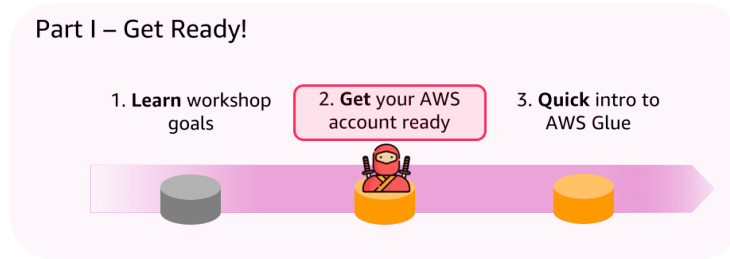 Part I – Get Ready!
1. Learn workshop
goals
2. Get your AWS
account ready
3. Quick intro to
AWS Glue